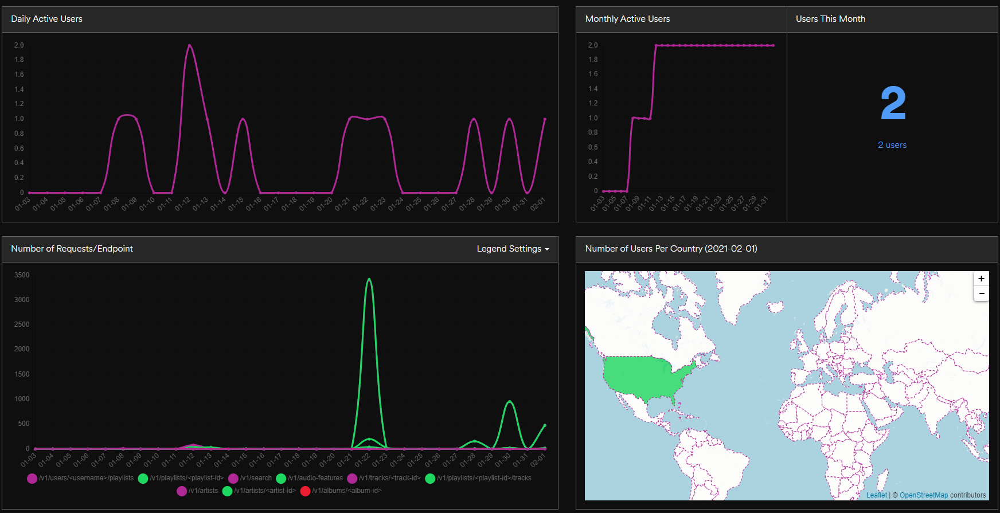 Daily Active Users
2.0
1.8
1.6
1.4
1.2
1.0
0.8
0.6
0.4
0.2
0
01-03 01-04 01-05 01-06 01-07 01-08 01-09 01-10 01-11 01-12 01-13 01-14 01-15 01-16 01-17 01-18 01-19 01-20 01-21 01-22 01-23 01-24 01-25 01-26 01-27 01-28 01-29 01-30 01-31 02-01
Monthly Active Users
2.0
1.8
1.6
1.4
1.2
1.0
0.8
0.6
0.4
0.2
0
01-03 01-05 01-07 01-09 01-11 01-13 01-15 01-17 01-19 01-21 01-23 01-25 01-27 01-29 01-31
Users This Month
2
2 users
Number of Requests/Endpoint
Legend Settings
3500
3000
2500
2000
1500
1000
500
0
01-03 01-04 01-05 01-06 01-07 01-08 01-09 01-10 01-11 01-12 01-13 01-14 01-15 01-16 01-17 01-18 01-19 01-20 01-21 01-22 01-23 01-24 01-25 01-26 01-27 01-28 01-29 01-30 01-31 02-01
/v1/users/<username>/playlists /v1/playlists/<playlist-id> /v1/search /v1/audio-features /v1/tracks/<track-id> /v1/playlists/<playlist-id>/tracks
/v1/artists /v1/artists/<artist-id> /v1/albums/<album-id>
Number of Users Per Country (2021-02-01)
+
−
Leaflet | © OpenStreetMap contributors